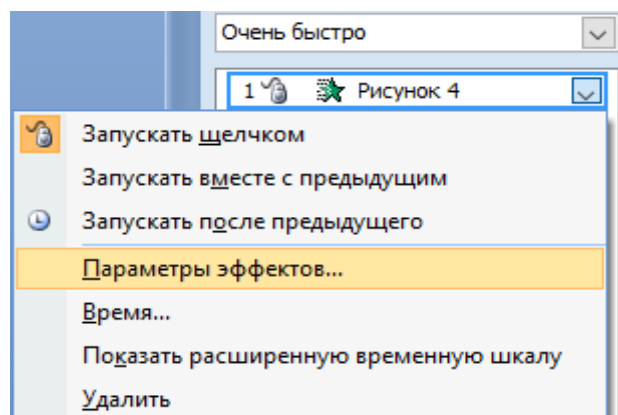 Очень быстро
1 Рисунок 4
Запускать щелчком
Запускать вместе с предыдущим
Запускать после предыдущего
Параметры эффектов...
Время...
Показать расширенную временную шкалу
Удалить